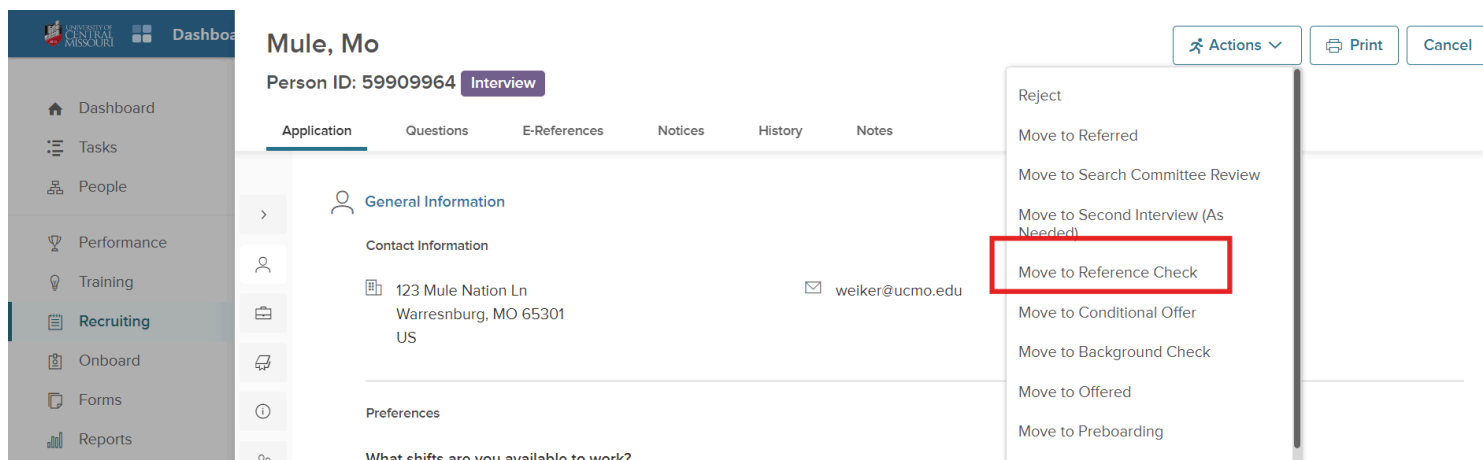 UNIVERSITY OF
CENTRAL
MISSOURI
Dashboa
Mule, Mo
Actions
Print
Cancel
Person ID: 59909964 Interview
Application
Questions
E-References
Notices
History
Notes
Dashboard
Tasks
People
Performance
Training
Recruiting
Onboard
Forms
Reports
General Information
Contact Information
123 Mule Nation Ln
Warresnburg, MO 65301
US
weiker@ucmo.edu
Preferences
What shifts are you available to work?
Reject
Move to Referred
Move to Search Committee Review
Move to Second Interview (As
Needed)
Move to Reference Check
Move to Conditional Offer
Move to Background Check
Move to Offered
Move to Preboarding